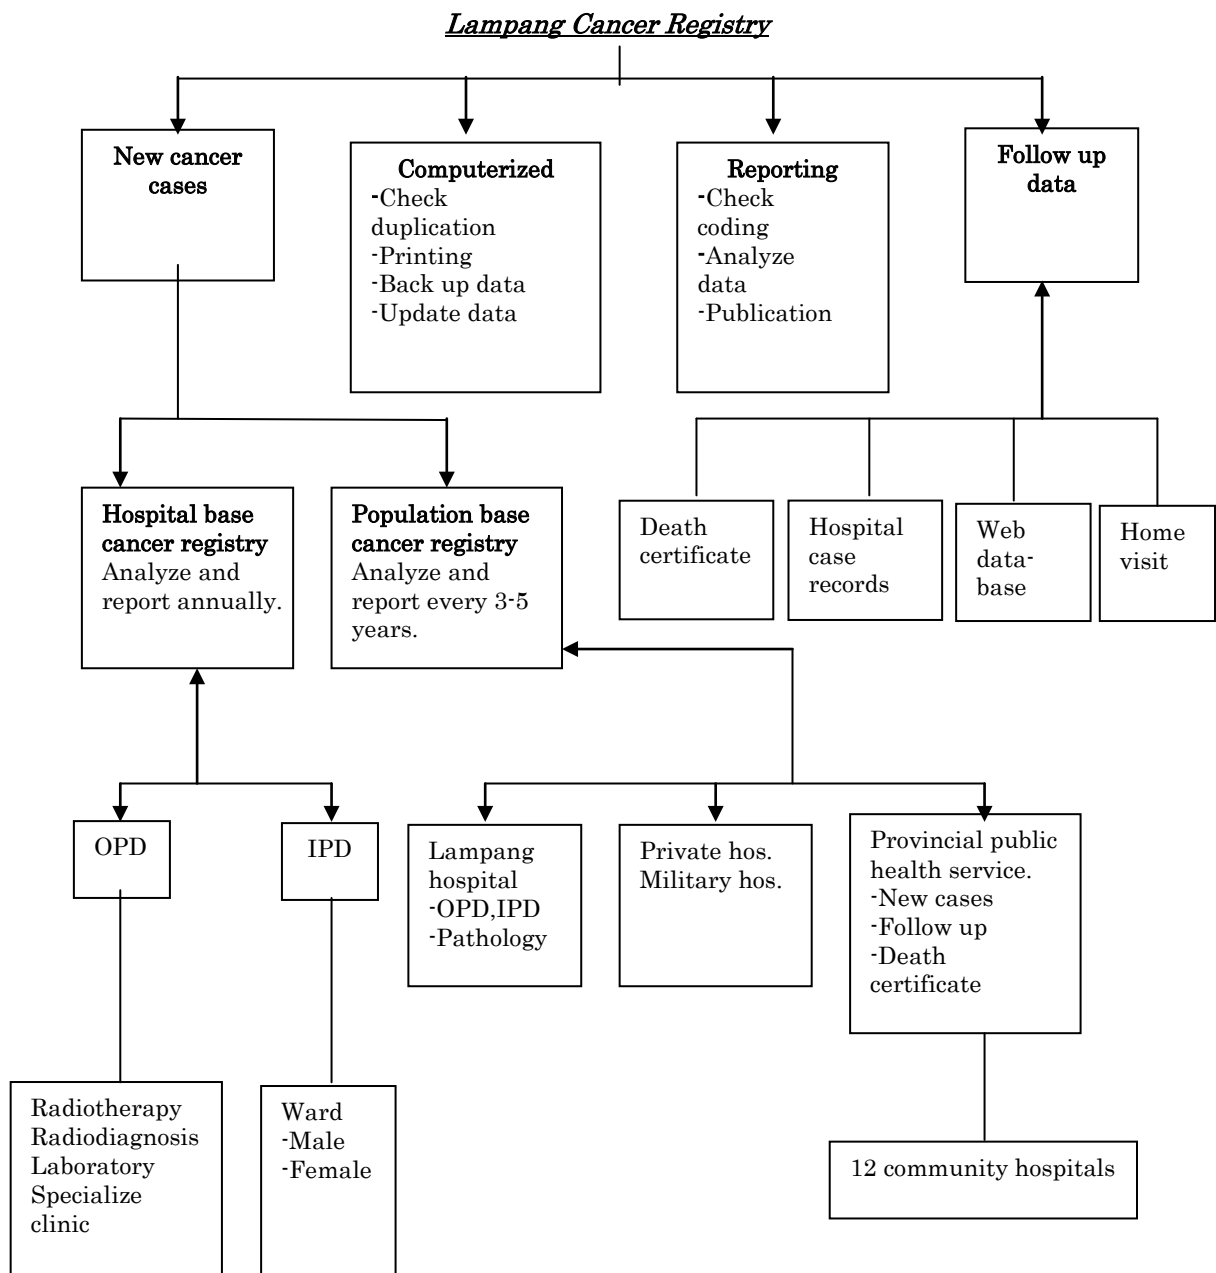 Lampang Cancer Registry
New cancer
cases
Computerized
-Check
duplication
-Printing
-Back up data
-Update data
Reporting
-Check
coding
-Analyze
data
-Publication
Follow up
data
Hospital base
cancer registry
Analyze and
report annually.
Population base
cancer registry
Analyze and
report every 3-5
years.
Death
certificate
Hospital
case
records
Web
data-
base
Home
visit
OPD
IPD
Lampang
hospital
-OPD,IPD
-Pathology
Private hos.
Military hos.
Provincial public
health service.
-New cases
-Follow up
-Death
certificate
Radiotherapy
Radiodiagnosis
Laboratory
Specialize
clinic
Ward
-Male
-Female
12 community hospitals